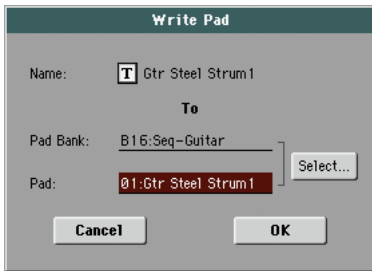 Write Pad
Name: T Gtr Steel Strum1
To
Pad Bank: B16:Seq-Guitar
Select...
Pad: 01:Gtr Steel Strum1
Cancel OK